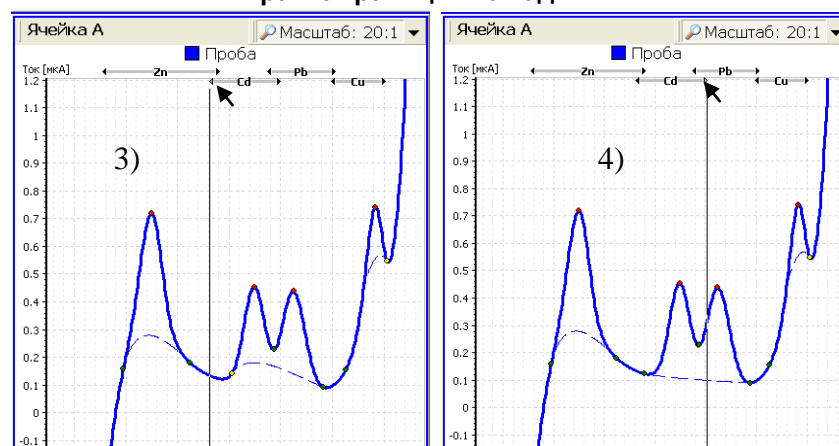 Ячейка А
Масштаб: 20:1
Проба
Ток [мкА]
Zn
Cd
Pb
Cu
1.2
1.1
1
0.9
0.8
0.7
0.6
0.5
0.4
0.3
0.2
0.1
0
-0.1
3)
Ячейка А
Масштаб: 20:1
Проба
Ток [мкА]
Zn
Cd
Pb
Cu
1.2
1.1
1
0.9
0.8
0.7
0.6
0.5
0.4
0.3
0.2
0.1
0
-0.1
4)